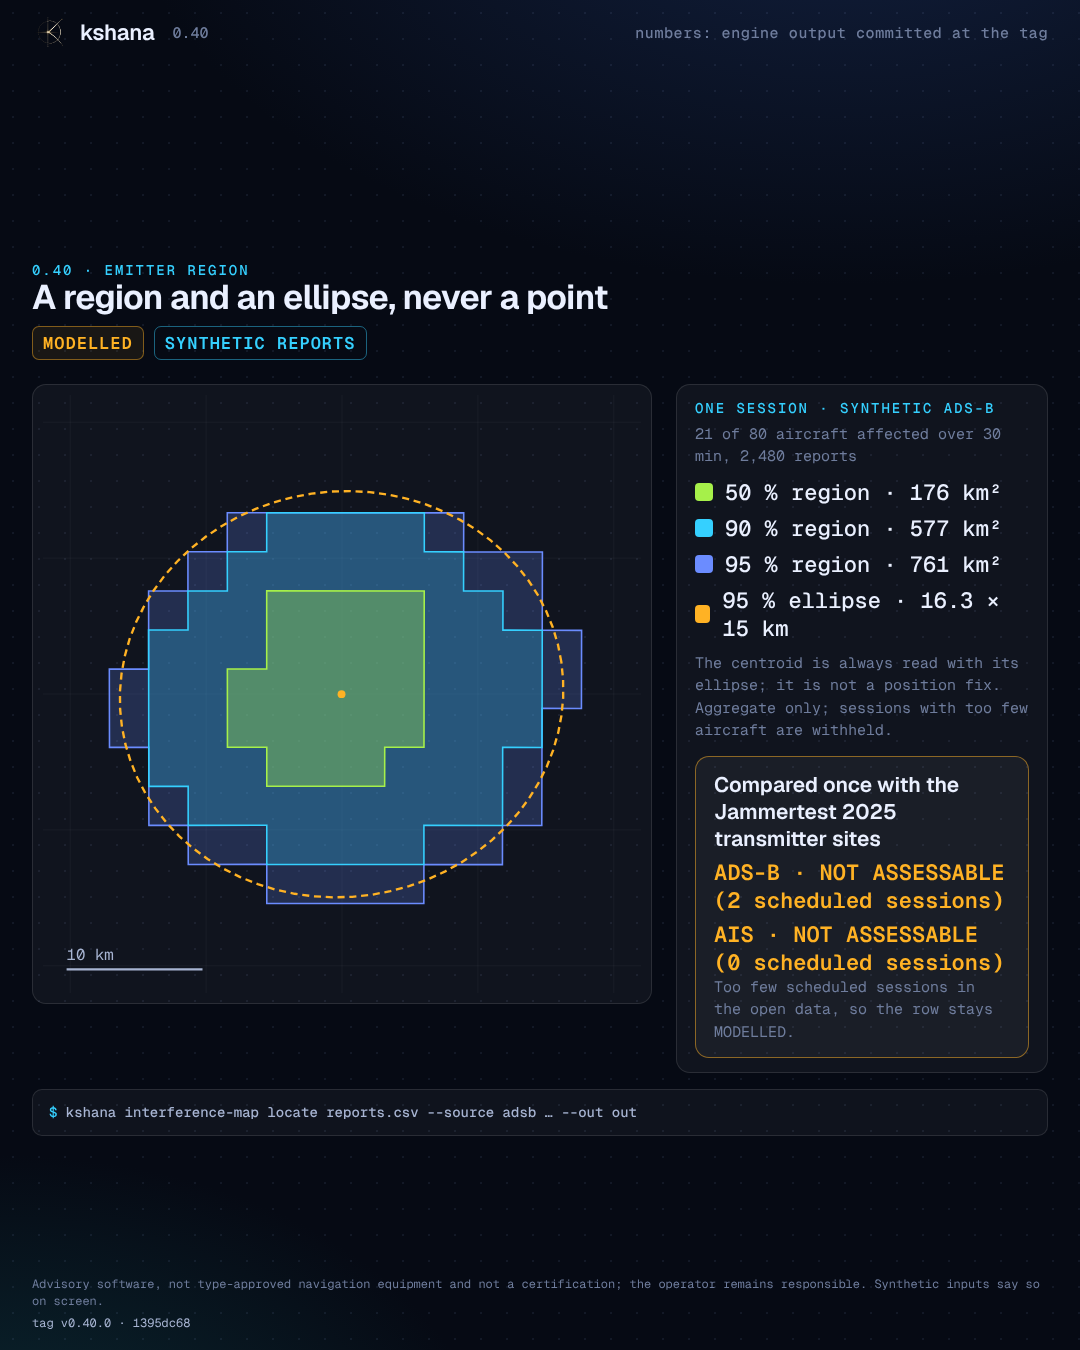 kshana 0.40
numbers: engine output committed at the tag
0.40 · EMITTER REGION
A region and an ellipse, never a point
MODELLED
SYNTHETIC REPORTS
10 km
ONE SESSION · SYNTHETIC ADS-B
21 of 80 aircraft affected over 30
min, 2,480 reports
50 % region · 176 km²
90 % region · 577 km²
95 % region · 761 km²
95 % ellipse · 16.3 ×
15 km
The centroid is always read with its
ellipse; it is not a position fix.
Aggregate only; sessions with too few
aircraft are withheld.
Compared once with the
Jammertest 2025
transmitter sites
ADS-B · NOT ASSESSABLE
(2 scheduled sessions)
AIS · NOT ASSESSABLE
(0 scheduled sessions)
Too few scheduled sessions in
the open data, so the row stays
MODELLED.
$ kshana interference-map locate reports.csv --source adsb … --out out
Advisory software, not type-approved navigation equipment and not a certification; the operator remains responsible. Synthetic inputs say so
on screen.
tag v0.40.0 · 1395dc68